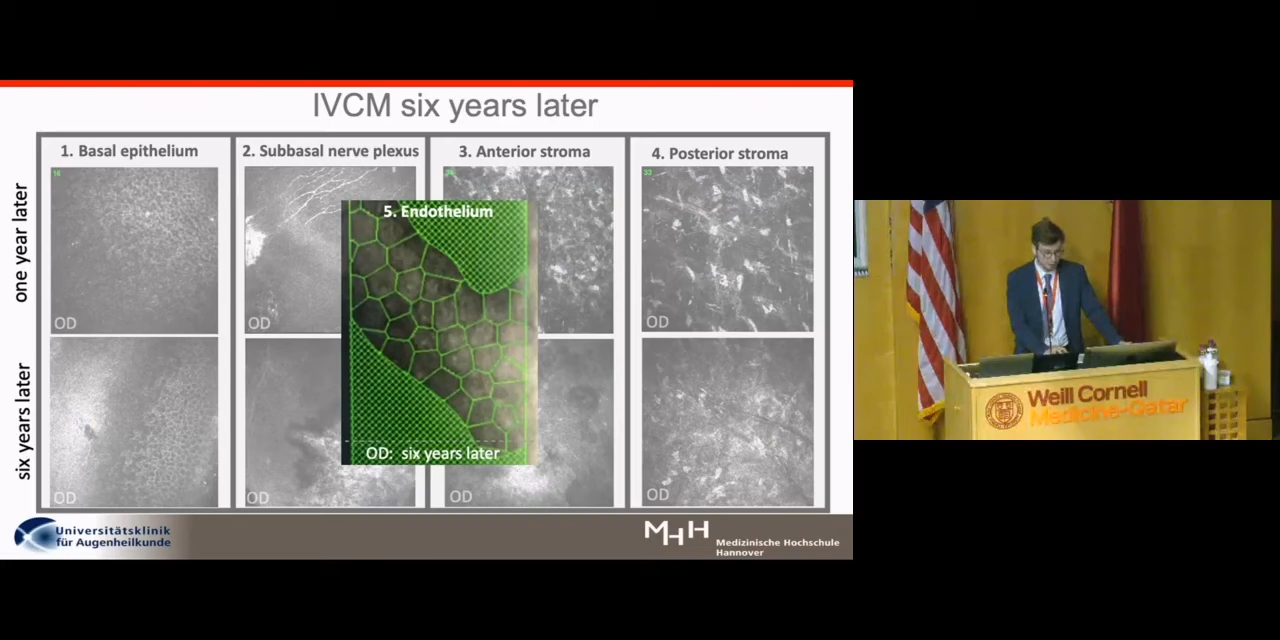 IVCM six years later
1. Basal epithelium
2. Subbasal nerve plexus
3. Anterior stroma
4. Posterior stroma
one year later
six years later
16
33
OD
OD
OD
5. Endothelium
OD: six years later
OD
OD
OD
OD
Universitätsklinik
für Augenheilkunde
MHH
Medizinische Hochschule
Hannover
Weill Cornell
Medicine-Qatar